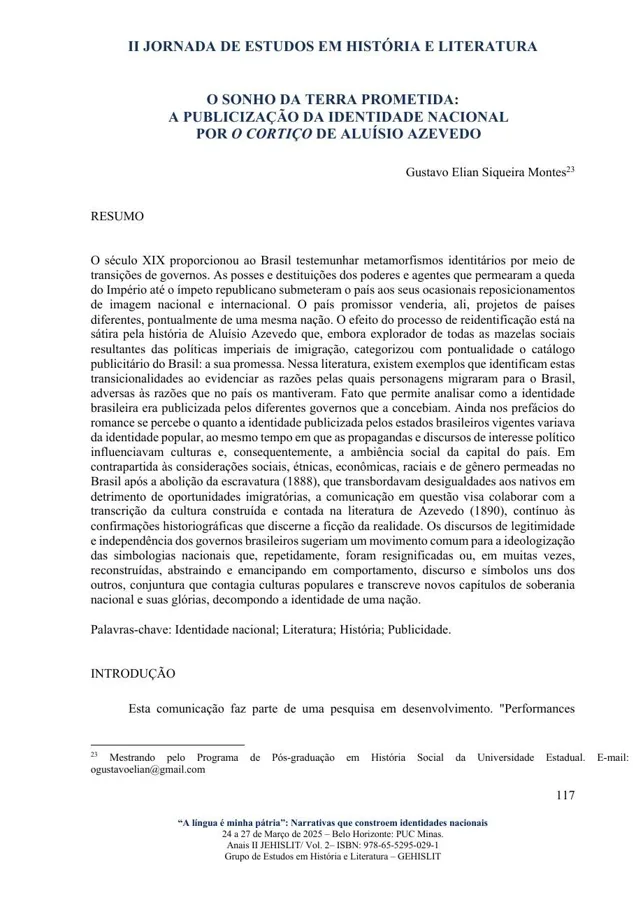 II JORNADA DE ESTUDOS EM HISTÓRIA E LITERATURA
O SONHO DA TERRA PROMETIDA:
A PUBLICIZAÇÃO DA IDENTIDADE NACIONAL
POR O CORTIÇO DE ALUÍSIO AZEVEDO
Gustavo Elian Siqueira Montes23
RESUMO
O século XIX proporcionou ao Brasil testemunhar metamorfismos identitários por meio de
transições de governos. As posses e destituições dos poderes e agentes que permearam a queda
do Império até o ímpeto republicano submeteram o país aos seus ocasionais reposicionamentos
de imagem nacional e internacional. O país promissor venderia, ali, projetos de países
diferentes, pontualmente de uma mesma nação. O efeito do processo de reidentificação está na
sátira pela história de Aluísio Azevedo que, embora explorador de todas as mazelas sociais
resultantes das políticas imperiais de imigração, categorizou com pontualidade o catálogo
publicitário do Brasil: a sua promessa. Nessa literatura, existem exemplos que identificam estas
transicionalidades ao evidenciar as razões pelas quais personagens migraram para o Brasil,
adversas às razões que no país os mantiveram. Fato que permite analisar como a identidade
brasileira era publicizada pelos diferentes governos que a concebiam. Ainda nos prefácios do
romance se percebe o quanto a identidade publicizada pelos estados brasileiros vigentes variava
da identidade popular, ao mesmo tempo em que as propagandas e discursos de interesse político
influenciavam culturas e, consequentemente, a ambiência social da capital do país. Em
contrapartida às considerações sociais, étnicas, econômicas, raciais e de gênero permeadas no
Brasil após a abolição da escravatura (1888), que transbordavam desigualdades aos nativos em
detrimento de oportunidades imigratórias, a comunicação em questão visa colaborar com a
transcrição da cultura construída e contada na literatura de Azevedo (1890), contínuo às
confirmações historiográficas que discerne a ficção da realidade. Os discursos de legitimidade
e independência dos governos brasileiros sugeriam um movimento comum para a ideologização
das simbologias nacionais que, repetidamente, foram resignificadas ou, em muitas vezes,
reconstruídas, abstraindo e emancipando em comportamento, discurso e símbolos uns dos
outros, conjuntura que contagia culturas populares e transcreve novos capítulos de soberania
nacional e suas glórias, decompondo a identidade de uma nação.
Palavras-chave: Identidade nacional; Literatura; História; Publicidade.
INTRODUÇÃO
Esta comunicação faz parte de uma pesquisa em desenvolvimento. "Performances
23 Mestrando pelo Programa de Pós-graduação em História Social da Universidade Estadual. E-mail:
ogustavoelian@gmail.com
117
“A língua é minha pátria”: Narrativas que constroem identidades nacionais
24 a 27 de Março de 2025 – Belo Horizonte: PUC Minas.
Anais II JEHISLIT/ Vol. 2– ISBN: 978-65-5295-029-1
Grupo de Estudos em História e Literatura – GEHISLIT